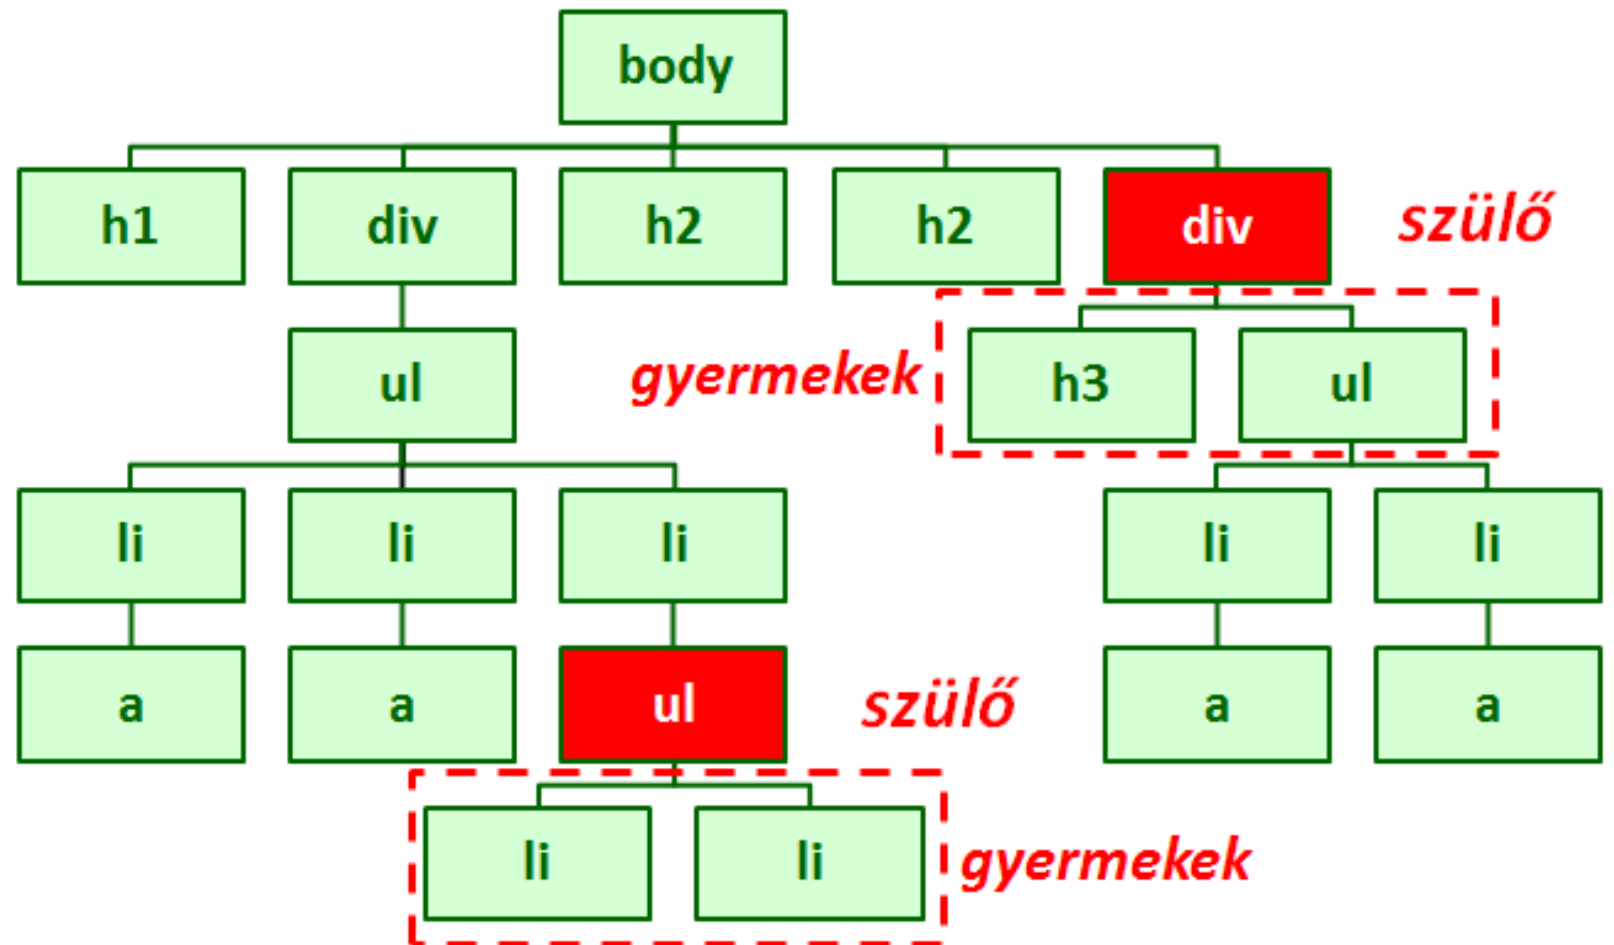 body
h1 div h2 h2 div szülő
ul gyermekek h3 ul
li li li li li
a a ul szülő a a
li li gyermekek